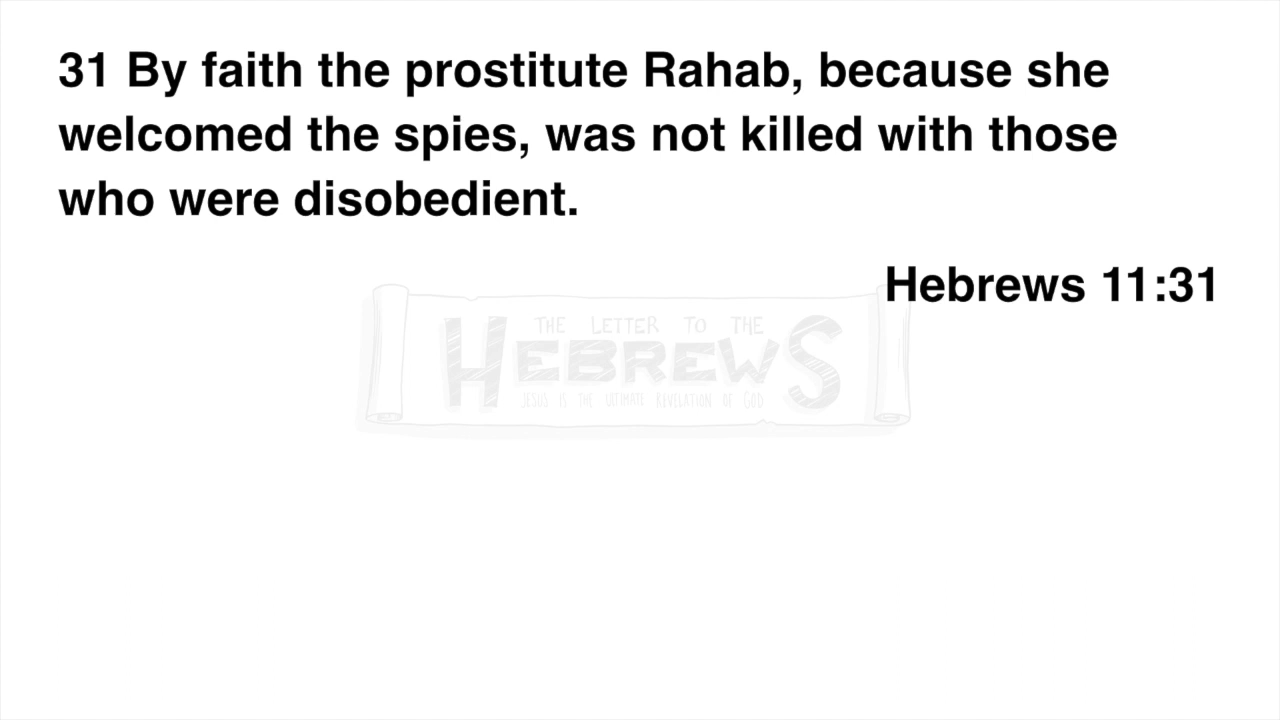 31 By faith the prostitute Rahab, because she
welcomed the spies, was not killed with those
who were disobedient.
Hebrews 11:31
THE LETTER TO THE
HEBREWS
JESUS IS THE ULTIMATE REVELATION OF GOD